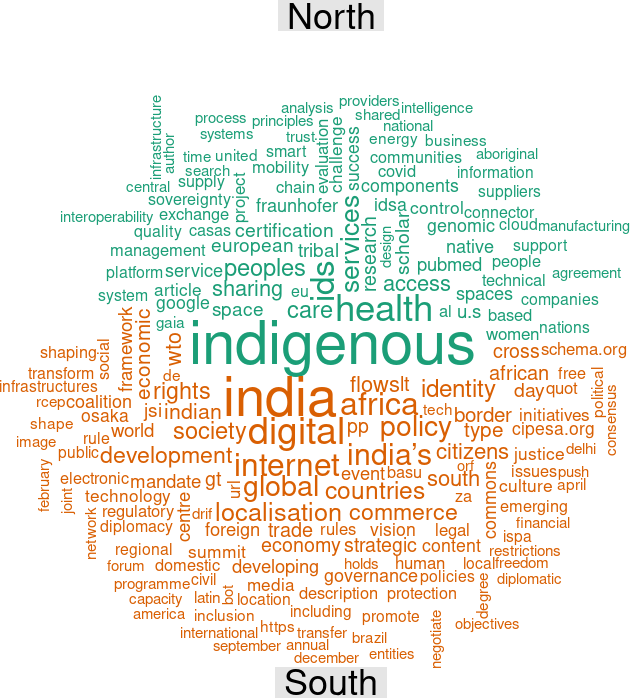 North
providers
analysis
intelligence
shared
process
principles
national
infrastructure
author
systems
trust
evaluation
challenge
success
energy
business
time
united
smart
communities
aboriginal
search
mobility
covid
information
central
supply
chain
components
suppliers
sovereignty
project
fraunhofer
idsa
control
connector
interoperability
exchange
services
research
design
scholar
genomic
cloud
manufacturing
quality
casas
certification
management
european
tribal
native
support
platform
service
peoples
ids
pubmed
people
technical
agreement
system
article
sharing
eu
access
spaces
companies
google
space
care
health
al
u.s
based
gaia
women
nations
indigenous
shaping
social
framework
economic
wto
cross
schema.org
transform
de
flowslt
african
free
infrastructures
rights
india
identity
day
quot
political
consensus
rcep
coalition
jsi
indian
africa
tech
border
initiatives
osaka
shape
world
society
digital
pp
policy
type
cipesa.org
rule
image
public
development
internet
india's
citizens
justice
delhi
orf
issues
push
february
joint
electronic
mandate
gt
url
event
basu
south
commons
culture
april
technology
centre
global
countries
za
emerging
network
regulatory
drif
localisation
commerce
financial
diplomacy
foreign
trade
rules
vision
legal
ispa
regional
summit
economy
strategic
content
restrictions
forum
domestic
developing
holds
human
local
freedom
programme
civil
bot
media
governance
policies
degree
diplomatic
capacity
latin
location
description
protection
america
inclusion
including
promote
negotiate
objectives
international
https
transfer
brazil
september
annual
december
entities
South